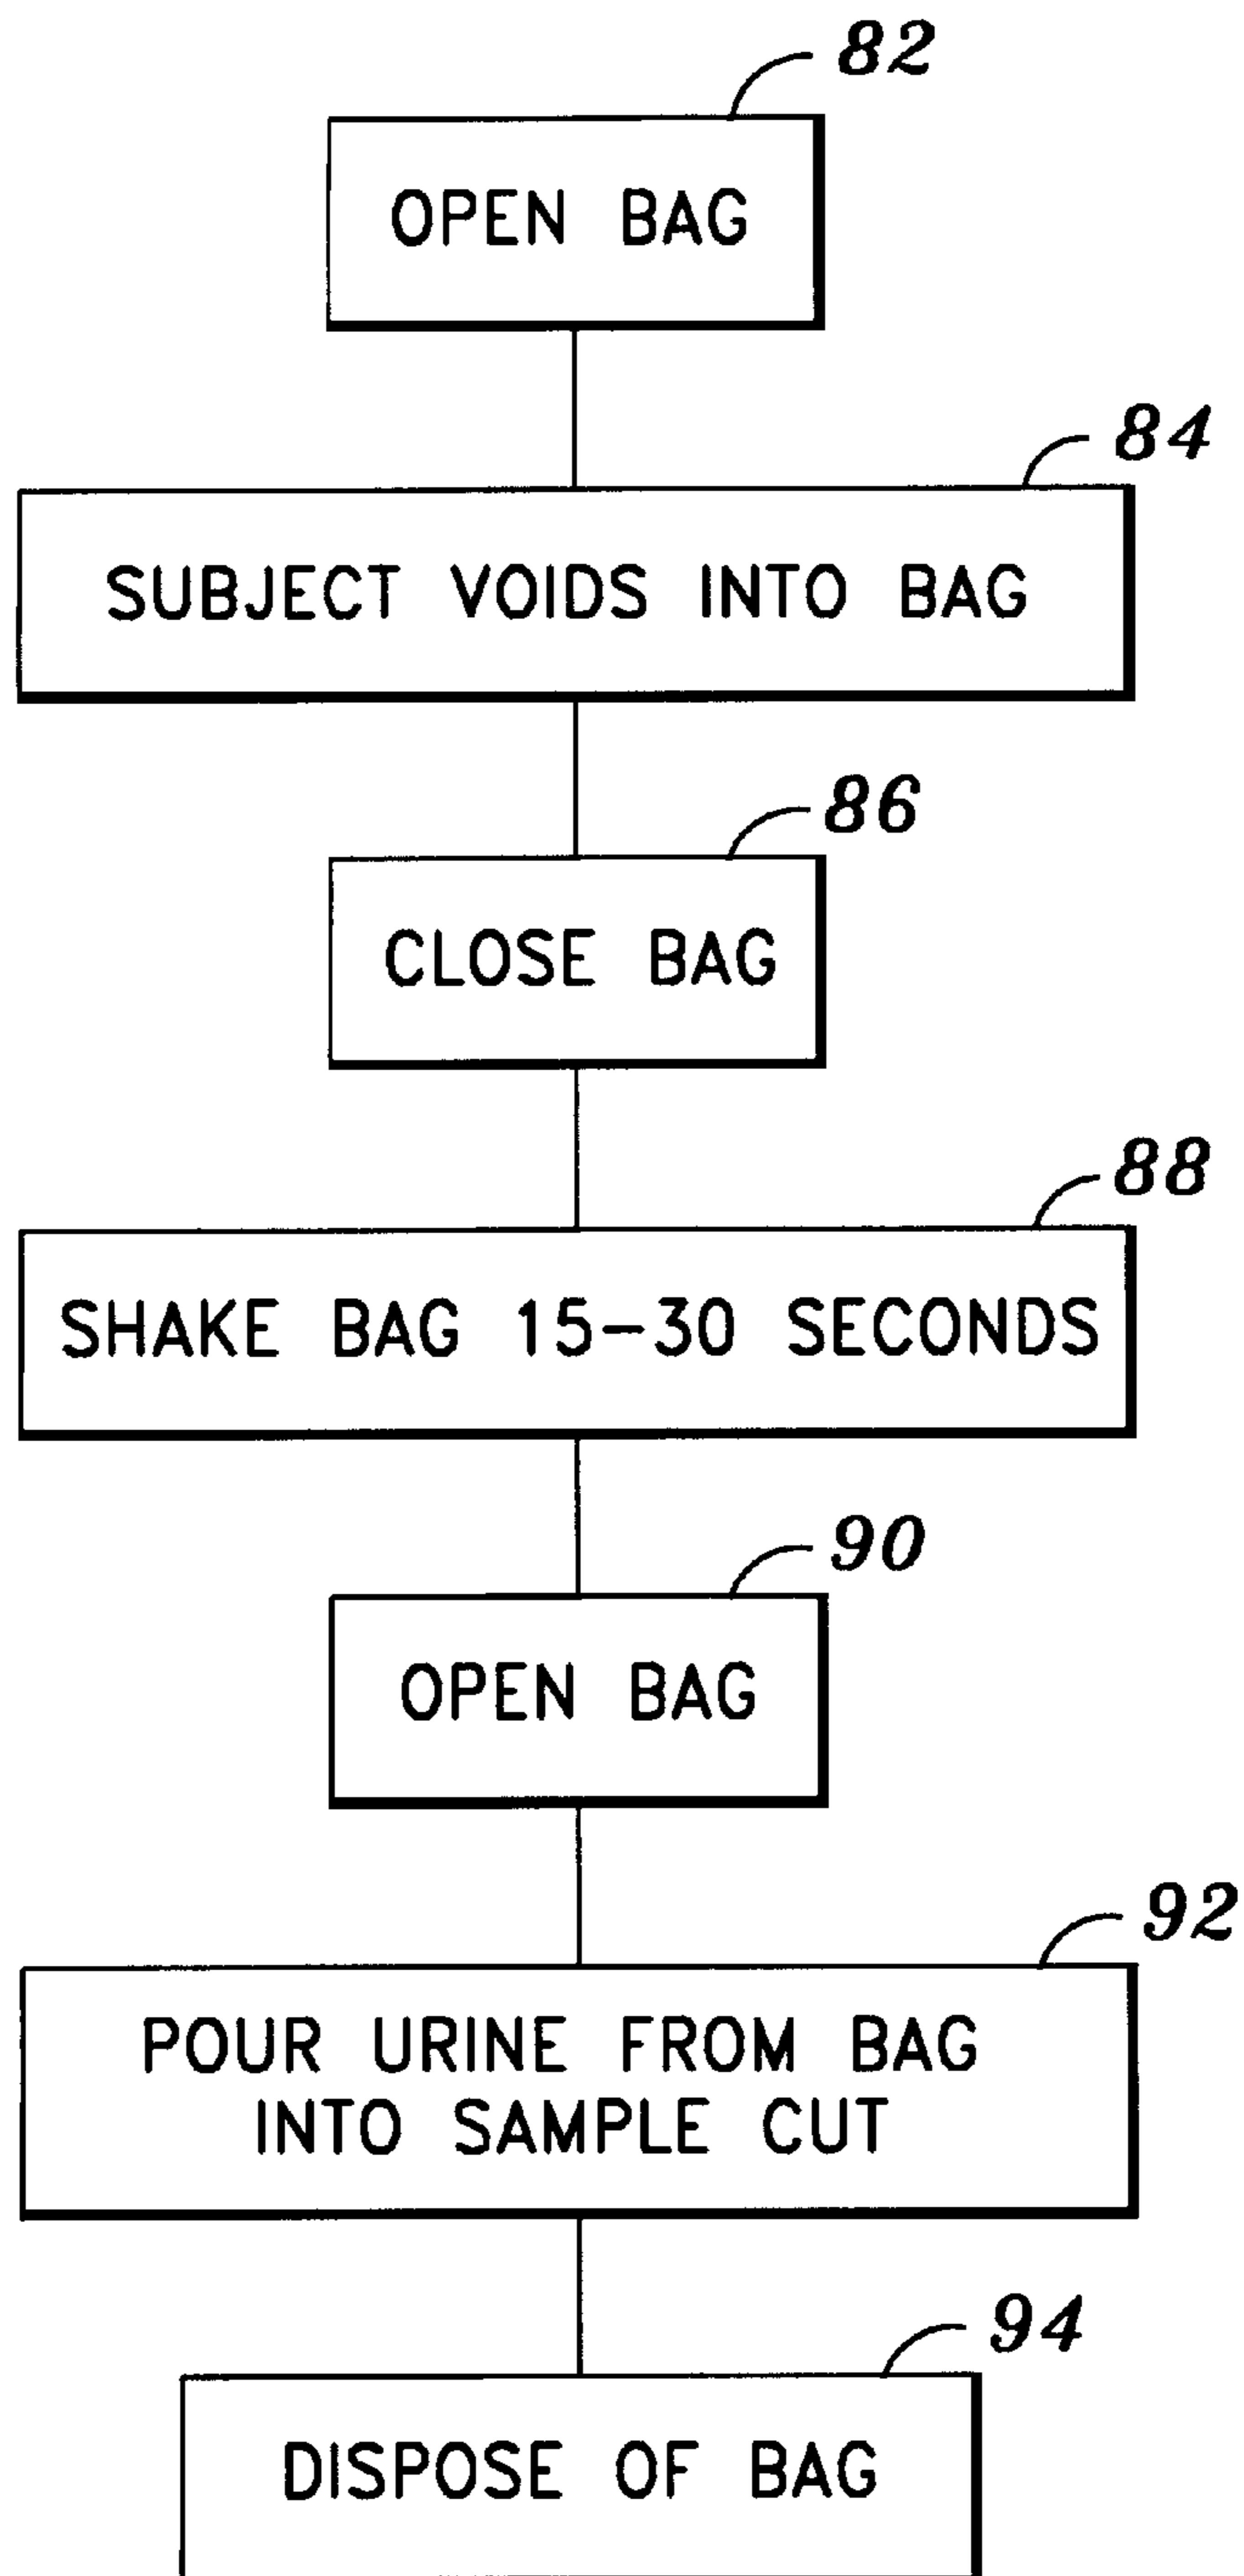 82
OPEN BAG
84
SUBJECT VOIDS INTO BAG
86
CLOSE BAG
88
SHAKE BAG 15-30 SECONDS
90
OPEN BAG
92
POUR URINE FROM BAG
INTO SAMPLE CUT
94
DISPOSE OF BAG